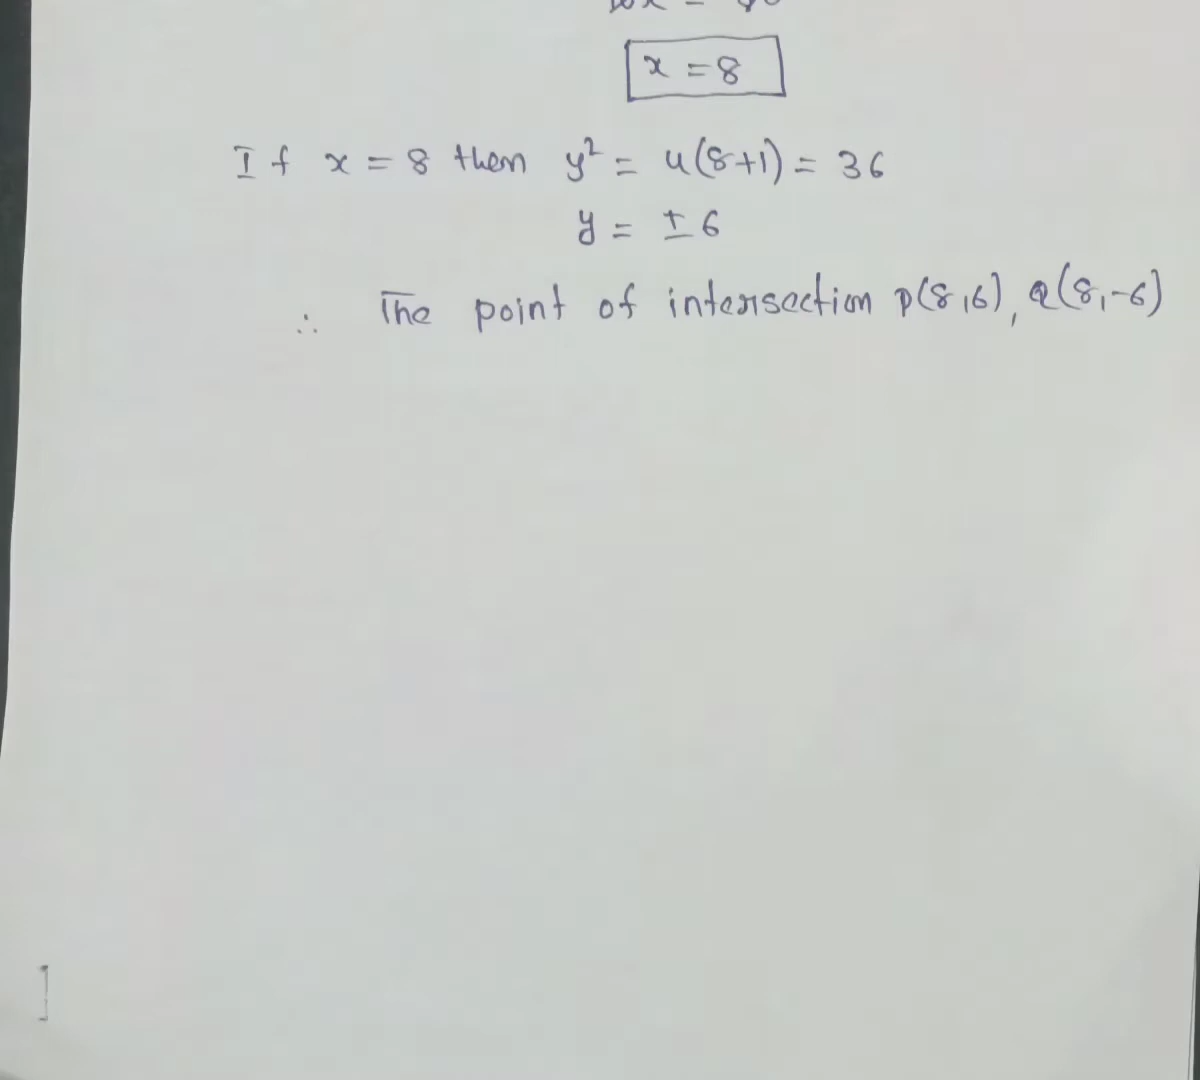 x = 8
If x = 8 then y² = 4(8+1) = 36
y = ± 6
∴ The point of intersection P(8,6), Q(8,-6)